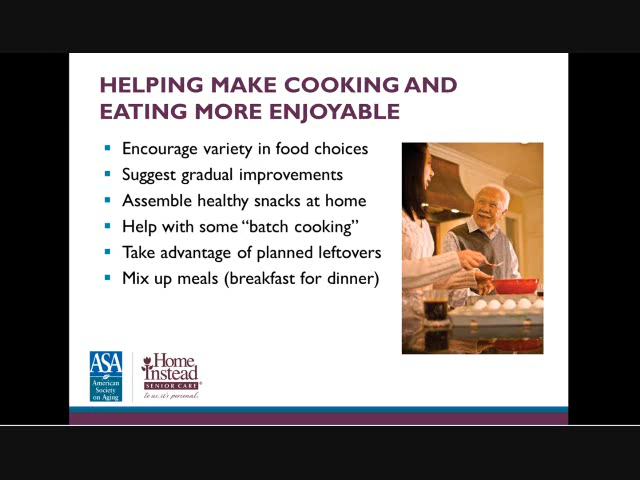 HELPING MAKE COOKING AND
EATING MORE ENJOYABLE
Encourage variety in food choices
Suggest gradual improvements
Assemble healthy snacks at home
Help with some “batch cooking”
Take advantage of planned leftovers
Mix up meals (breakfast for dinner)
ASA
American
Society
on Aging
Home
Instead
SENIOR CARE®
to us, it's personal.